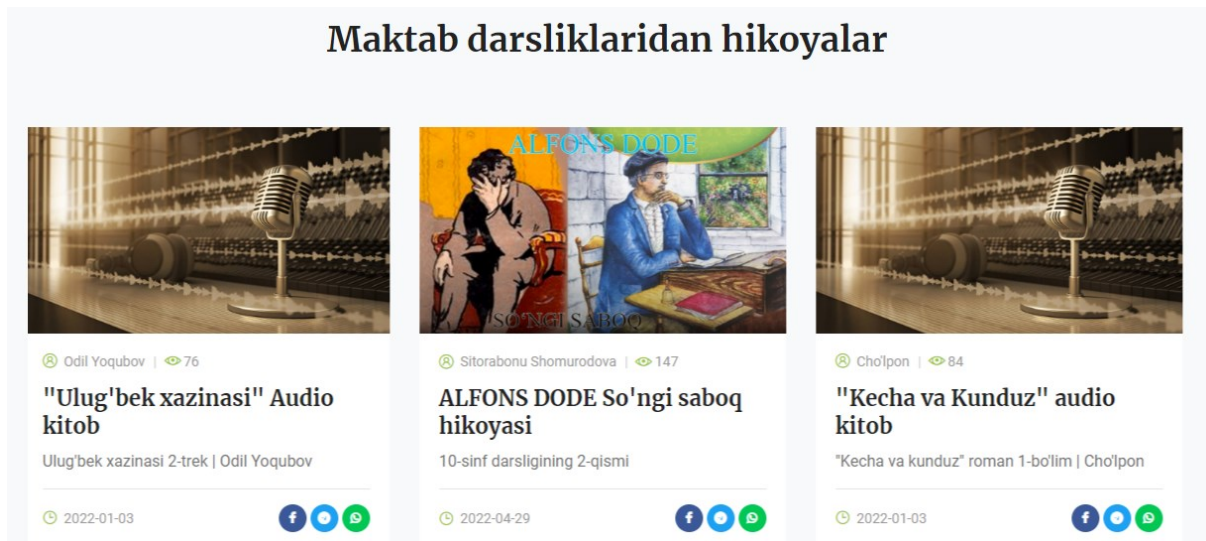 Maktab darsliklaridan hikoyalar
ALFONS DODE
SO'NGI SABOQ
Odil Yoqubov | 76
"Ulug'bek xazinasi" Audio
kitob
Ulug'bek xazinasi 2-trek | Odil Yoqubov
2022-01-03
Sitorabonu Shomurodova | 147
ALFONS DODE So'ngi saboq
hikoyasi
10-sinf darsligining 2-qismi
2022-04-29
Cho'lpon | 84
"Kecha va Kunduz" audio
kitob
"Kecha va kunduz" roman 1-bo'lim | Cho'lpon
2022-01-03